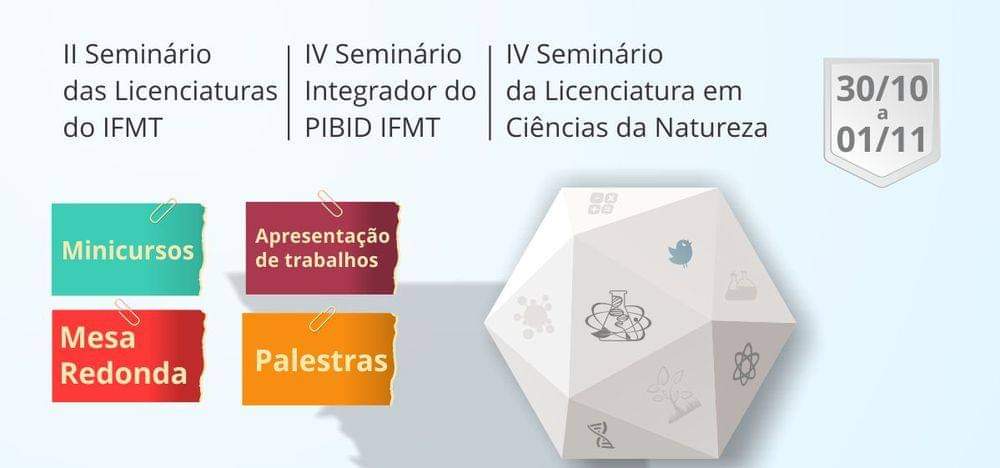 II Seminário
das Licenciaturas
do IFMT
IV Seminário
Integrador do
PIBID IFMT
IV Seminário
da Licenciatura em
Ciências da Natureza
30/10
a
01/11
Minicursos
Apresentação
de trabalhos
Mesa
Redonda
Palestras